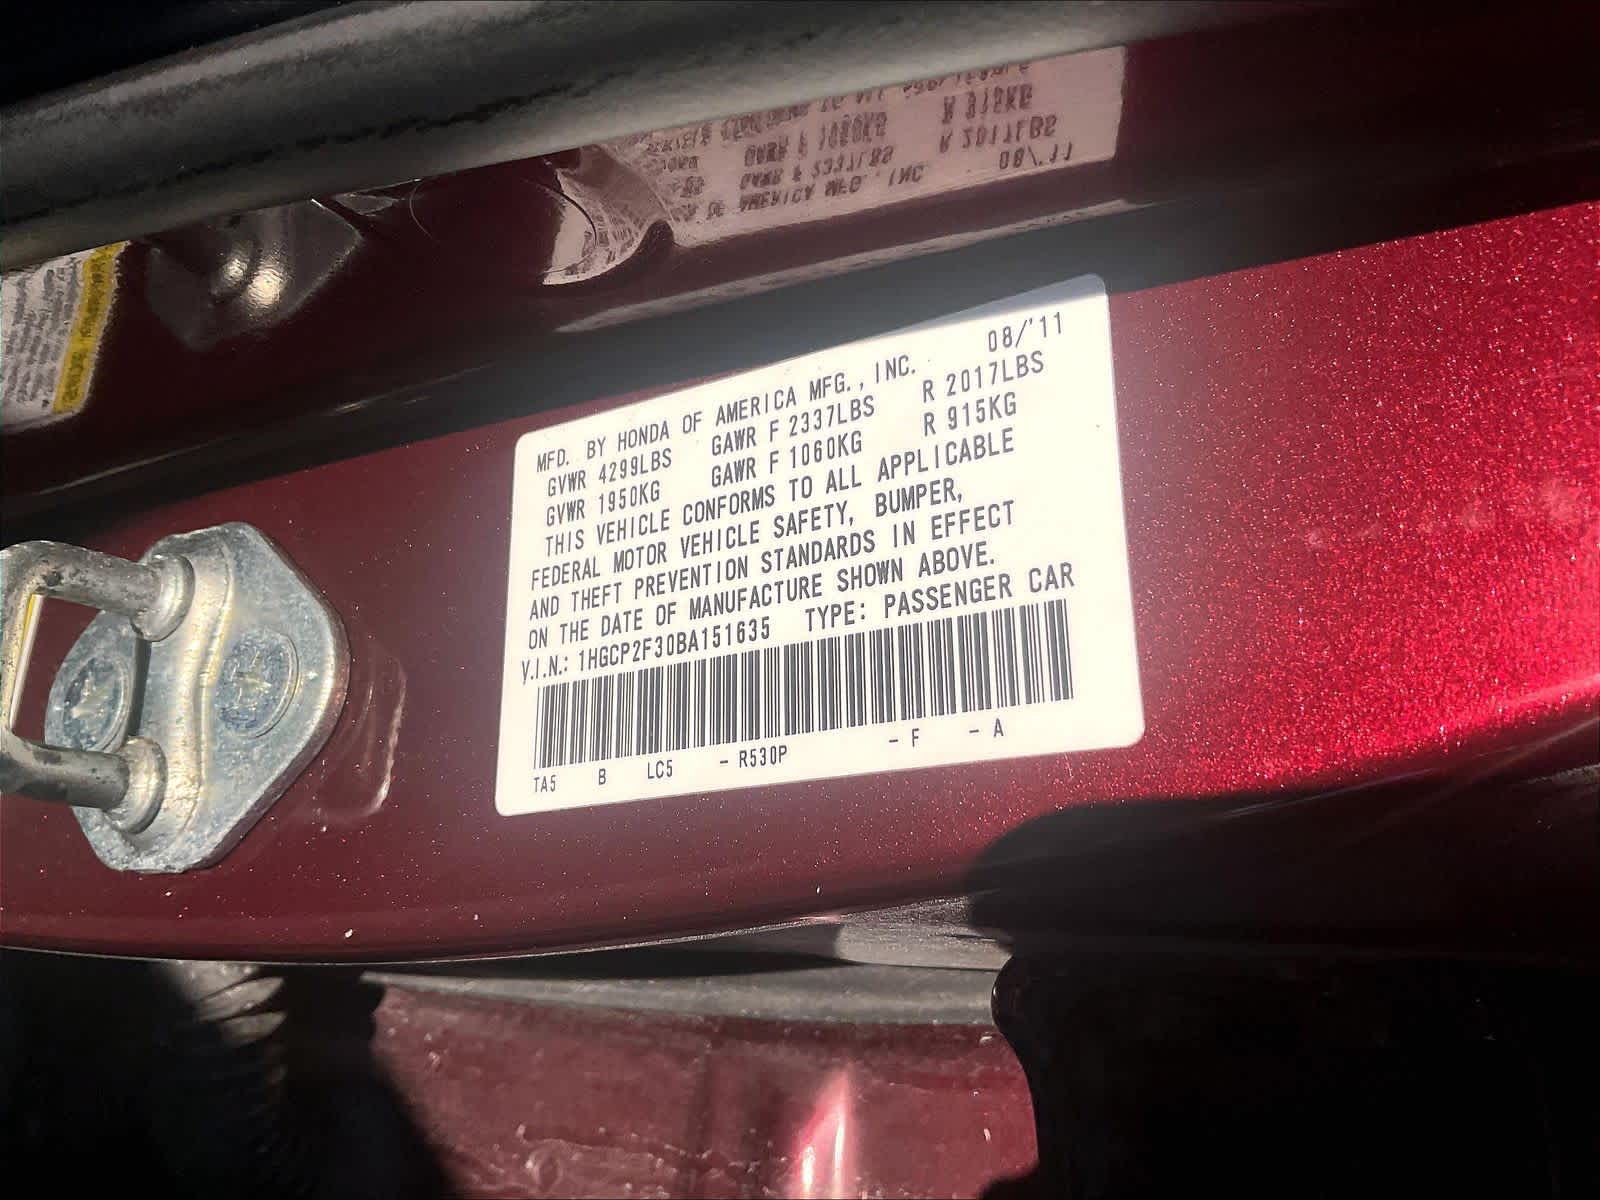 MFD. BY HONDA OF AMERICA MFG., INC. 08/'11
GVWR 4299LBS GAWR F 2337LBS R 2017LBS
GVWR 1950KG GAWR F 1060KG R 915KG
THIS VEHICLE CONFORMS TO ALL APPLICABLE
FEDERAL MOTOR VEHICLE SAFETY, BUMPER,
AND THEFT PREVENTION STANDARDS IN EFFECT
ON THE DATE OF MANUFACTURE SHOWN ABOVE.
V.I.N.: 1HGCP2F30BA151635 TYPE: PASSENGER CAR
TA5 B LC5 - R530P - F - A